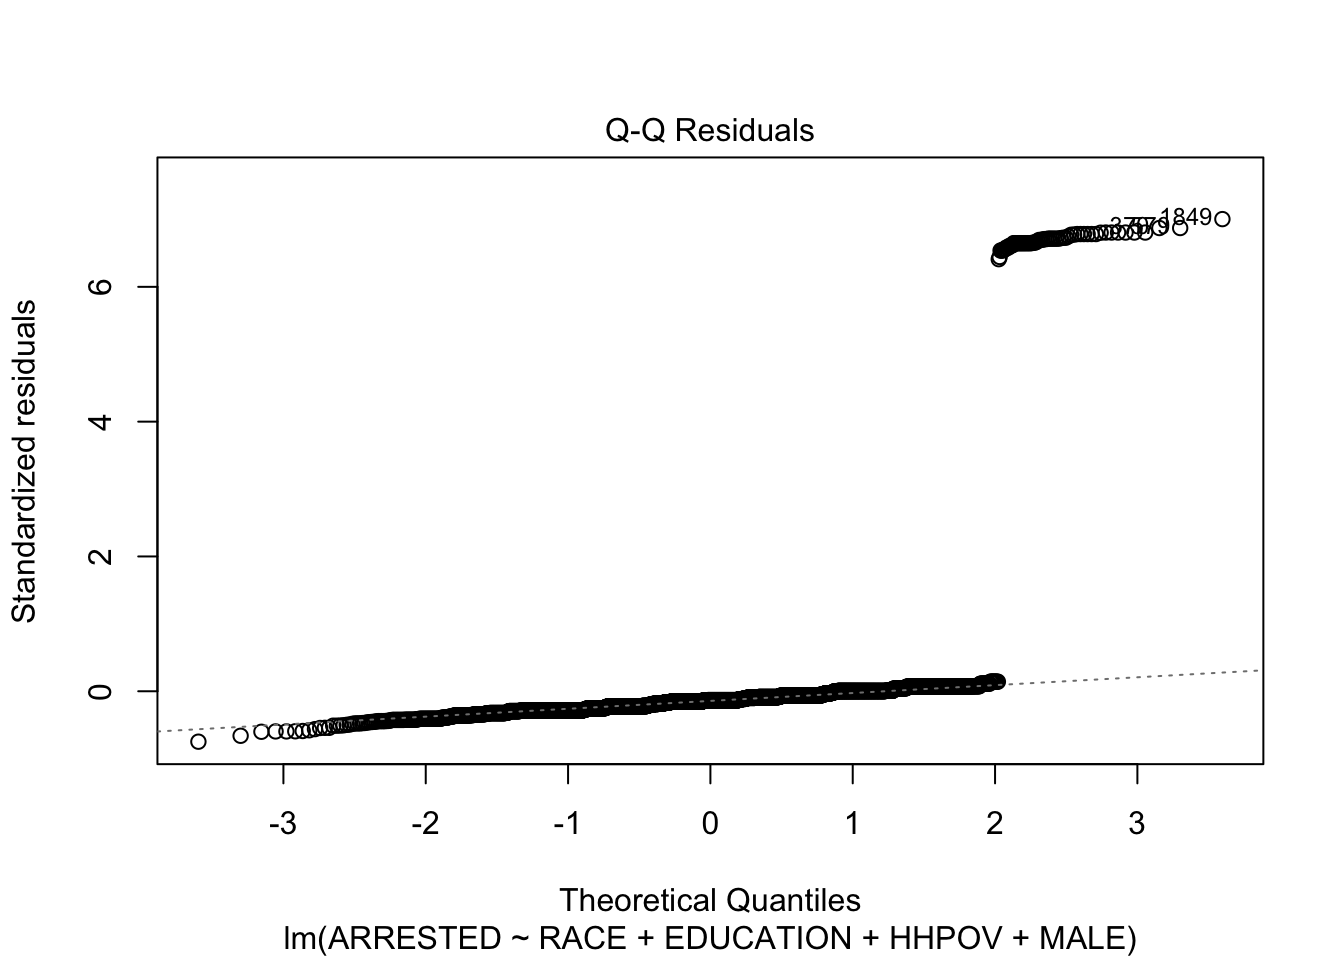 Q-Q Residuals
1849
Standardized residuals
6
4
2
0
-3 -2 -1 0 1 2 3
Theoretical Quantiles
lm(ARRESTED ~ RACE + EDUCATION + HHPOV + MALE)